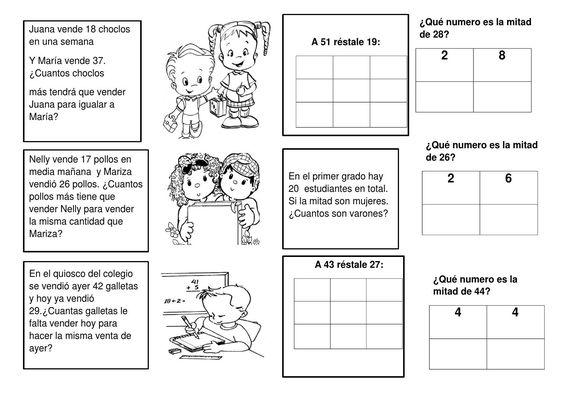 Juana vende 18 choclos
en una semana
Y María vende 37.
¿Cuantos choclos
más tendrá que vender
Juana para igualar a
María?
A 51 réstale 19:
¿Qué numero es la mitad
de 28?
2 8
Nelly vende 17 pollos en
media mañana y Mariza
vendió 26 pollos. ¿Cuantos
pollos más tiene que
vender Nelly para vender
la misma cantidad que
Mariza?
En el primer grado hay
20 estudiantes en total.
Si la mitad son mujeres.
¿Cuantos son varones?
¿Qué numero es la mitad
de 26?
2 6
En el quiosco del colegio
se vendió ayer 42 galletas
y hoy ya vendió
29.¿Cuantas galletas le
falta vender hoy para
hacer la misma venta de
ayer?
41
+ 5
18+2=
A 43 réstale 27:
¿Qué numero es la
mitad de 44?
4 4